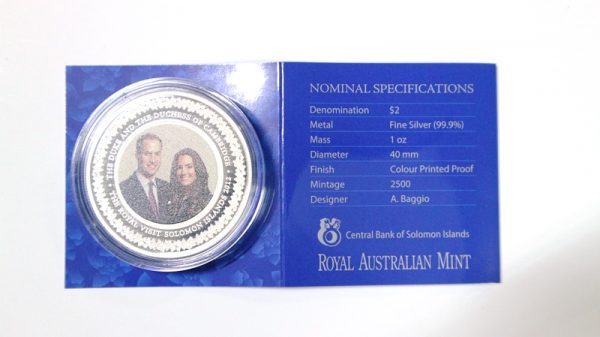 THE DUKE AND THE DUCHESS OF CAMBRIDGE
THE ROYAL VISIT SOLOMON ISLANDS 2012
NOMINAL SPECIFICATIONS
Denomination $2
Metal Fine Silver (99.9%)
Mass 1 oz
Diameter 40 mm
Finish Colour Printed Proof
Mintage 2500
Designer A. Baggio
Central Bank of Solomon Islands
ROYAL AUSTRALIAN MINT